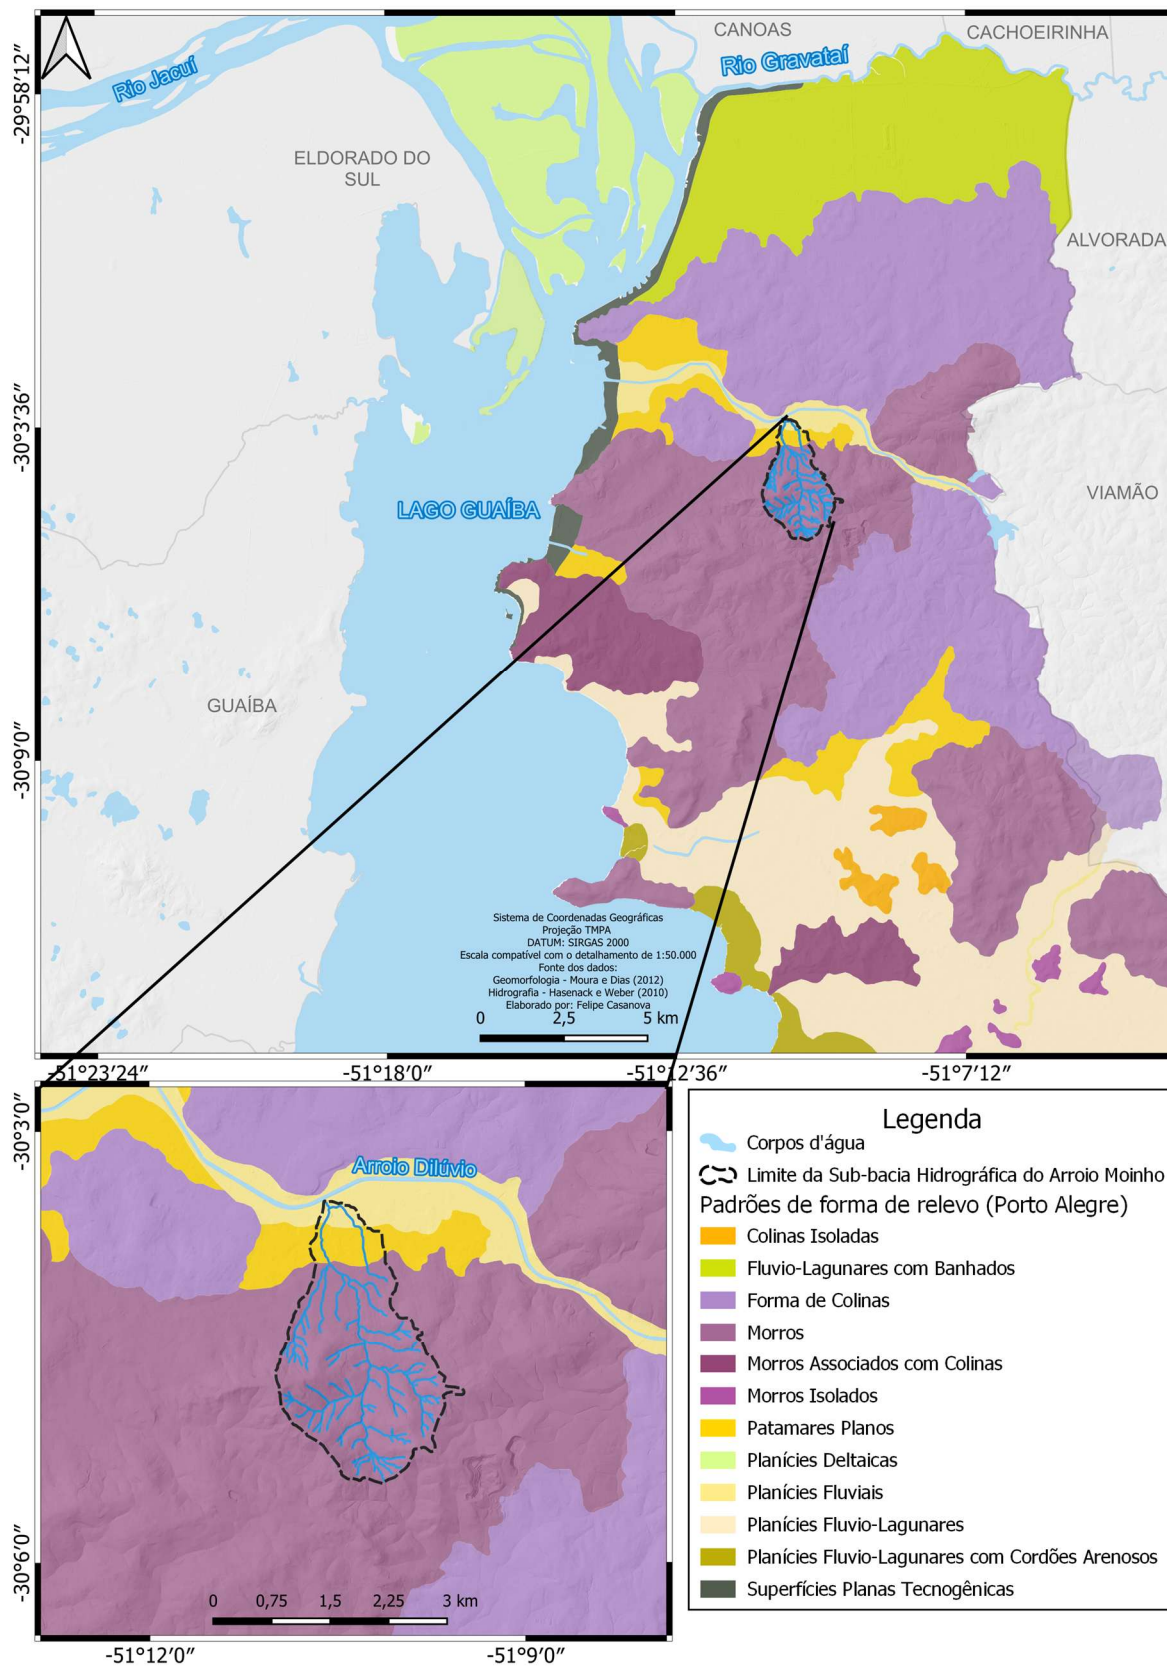 CANOAS
CACHOEIRINHA
Rio Gravataí
Rio Jacuí
-29°58'12″
ELDORADO DO
SUL
ALVORADA
-30°3'36″
VIAMÃO
LAGO GUAÍBA
GUAÍBA
-30°9'0″
Sistema de Coordenadas Geográficas
Projeção TMPA
DATUM: SIRGAS 2000
Escala compatível com o detalhamento de 1:50.000
Fonte dos dados:
Geomorfologia - Moura e Dias (2012)
Hidrografia - Hasenack e Weber (2010)
Elaborado por: Felipe Casanova
0 2,5 5 km
-51°23'24″ -51°18'0″ -51°12'36″ -51°7'12″
-30°3'0″
Arroio Dilúvio
-30°6'0″
0 0,75 1,5 2,25 3 km
-51°12'0″ -51°9'0″
Legenda
Corpos d'água
Limite da Sub-bacia Hidrográfica do Arroio Moinho
Padrões de forma de relevo (Porto Alegre)
Colinas Isoladas
Fluvio-Lagunares com Banhados
Forma de Colinas
Morros
Morros Associados com Colinas
Morros Isolados
Patamares Planos
Planícies Deltaicas
Planícies Fluviais
Planícies Fluvio-Lagunares
Planícies Fluvio-Lagunares com Cordões Arenosos
Superfícies Planas Tecnogênicas